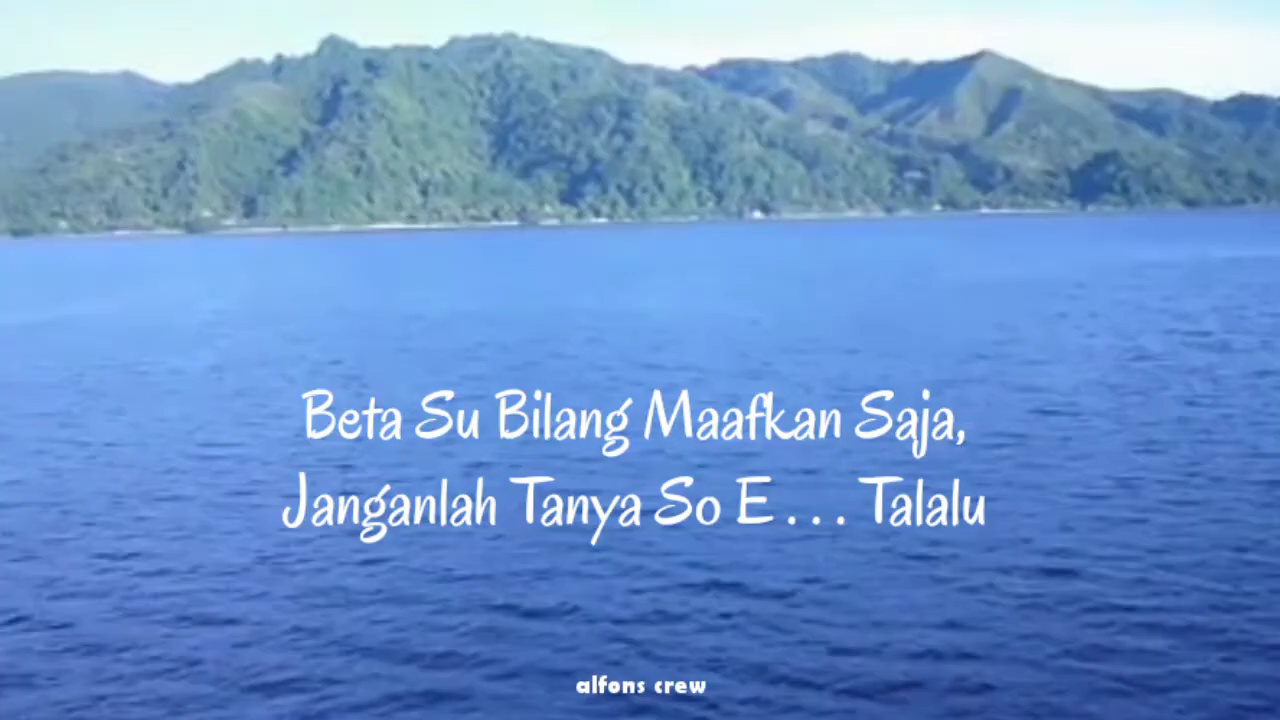 Beta Su Bilang Maafkan Saja,
Janganlah Tanya So E . . . Talalu
alfons crew